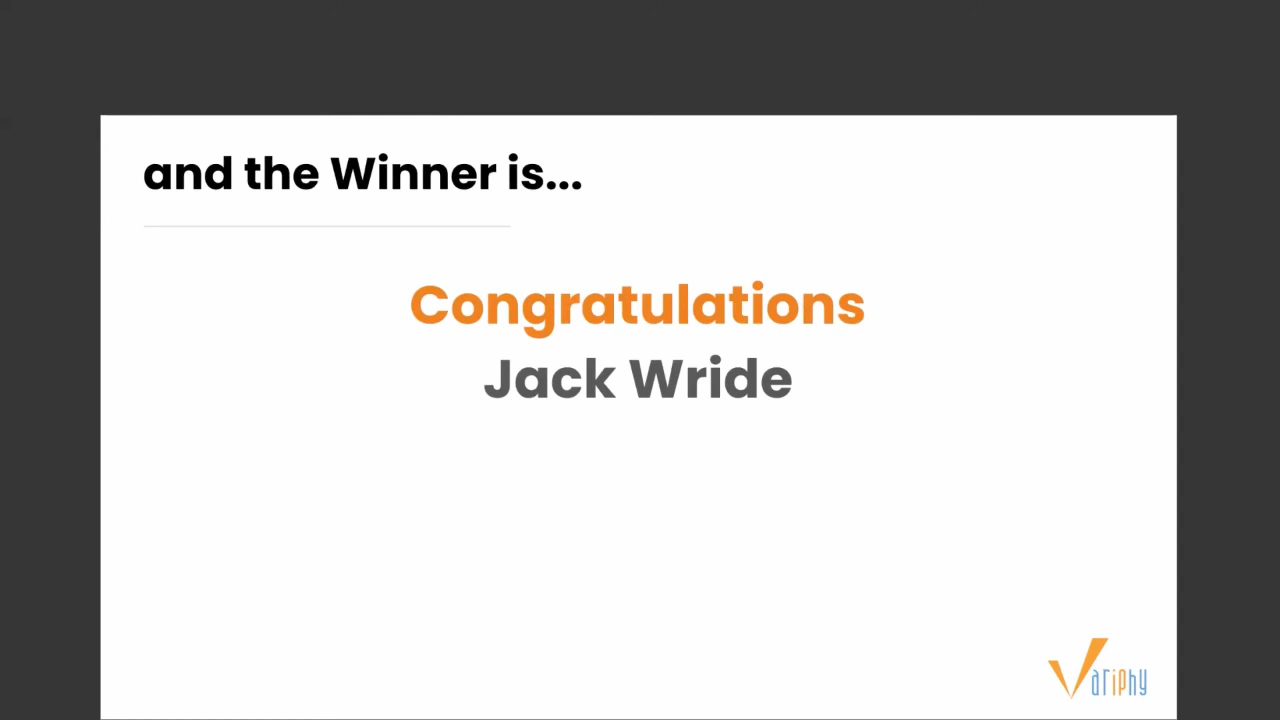 and the Winner is...
Congratulations
Jack Wride
Variphy